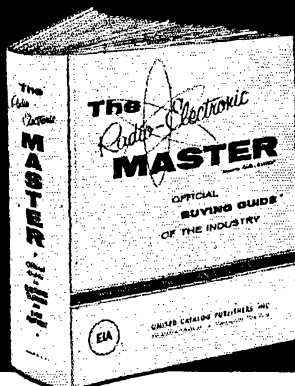 The
Radio
Electronic
MASTER
The
Radio-Electronic
MASTER
OFFICIAL
BUYING GUIDE
OF THE INDUSTRY
EIA
UNITED CATALOG PUBLISHERS INC